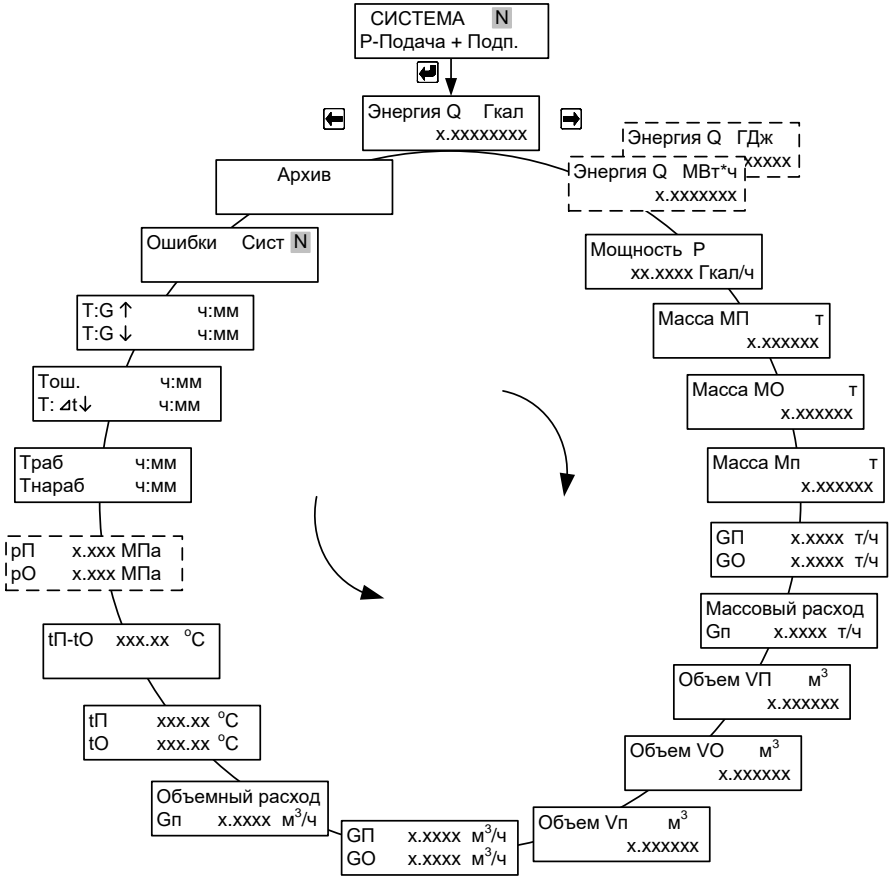 СИСТЕМА N
Р-Подача + Подп.
Энергия Q Гкал
x.xxxxxxxx
Энергия Q ГДж
xxxxx
Энергия Q МВт*ч
x.xxxxxxx
Мощность P
xx.xxxx Гкал/ч
Масса МП т
x.xxxxxx
Масса МО т
x.xxxxxx
Масса Мп т
x.xxxxxx
GП x.xxxx т/ч
GO x.xxxx т/ч
Массовый расход
Gп x.xxxx т/ч
Объем VП м³
x.xxxxxx
Объем VO м³
x.xxxxxx
Объем Vп м³
x.xxxxxx
GП x.xxxx м³/ч
GO x.xxxx м³/ч
Объемный расход
Gп x.xxxx м³/ч
tП xxx.xx °C
tO xxx.xx °C
tП-tO xxx.xx °C
pП x.xxx МПа
pO x.xxx МПа
Траб ч:мм
Тнараб ч:мм
Тош. ч:мм
T: ⊿t↓ ч:мм
T:G ↑ ч:мм
T:G ↓ ч:мм
Ошибки Сист N
Архив